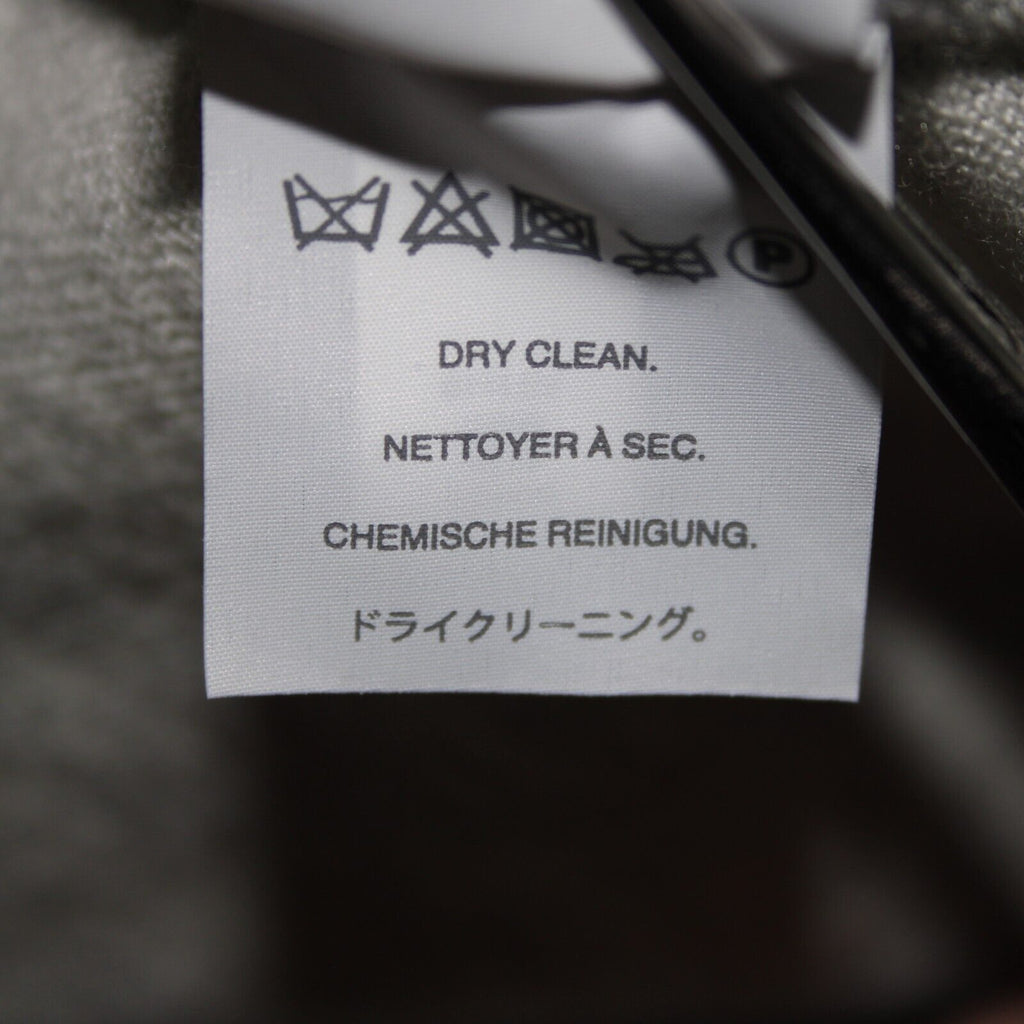 P
DRY CLEAN.
NETTOYER À SEC.
CHEMISCHE REINIGUNG.
ドライクリーニング。